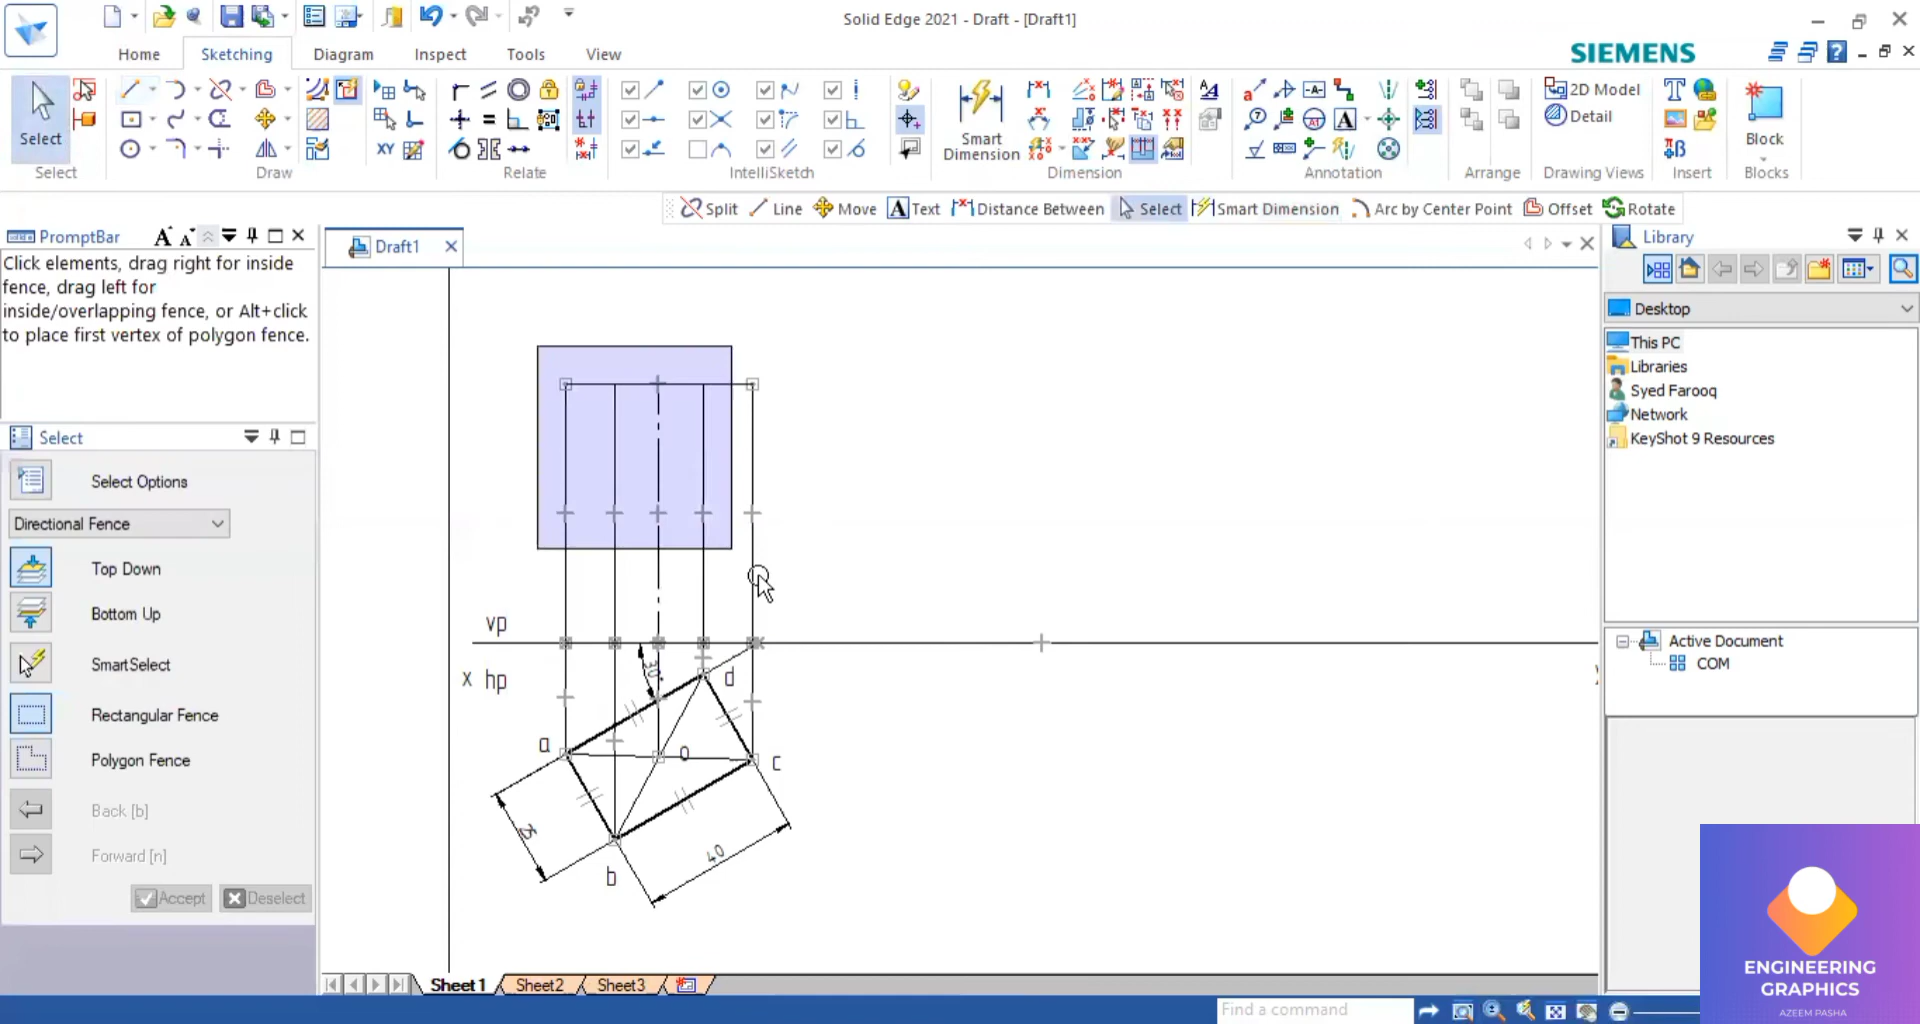 Solid Edge 2021 - Draft - [Draft1]
Home
Sketching
Diagram
Inspect
Tools
View
SIEMENS
Select
XY
Smart
Dimension
2D Model
Detail
Block
Select
Draw
Relate
IntelliSketch
Dimension
Annotation
Arrange
Drawing Views
Insert
Blocks
Split
Line
Move
Text
Distance Between
Select
Smart Dimension
Arc by Center Point
Offset
Rotate
PromptBar
Click elements, drag right for inside
fence, drag left for
inside/overlapping fence, or Alt+click
to place first vertex of polygon fence.
Select
Select Options
Directional Fence
Top Down
Bottom Up
SmartSelect
Rectangular Fence
Polygon Fence
Back [b]
Forward [n]
Accept
Deselect
Draft1
vp
x hp
30°
d
a
o
c
b
25
40
Sheet1
Sheet2
Sheet3
Library
Desktop
This PC
Libraries
Syed Farooq
Network
KeyShot 9 Resources
Active Document
COM
Find a command
ENGINEERING
GRAPHICS
AZEEM PASHA